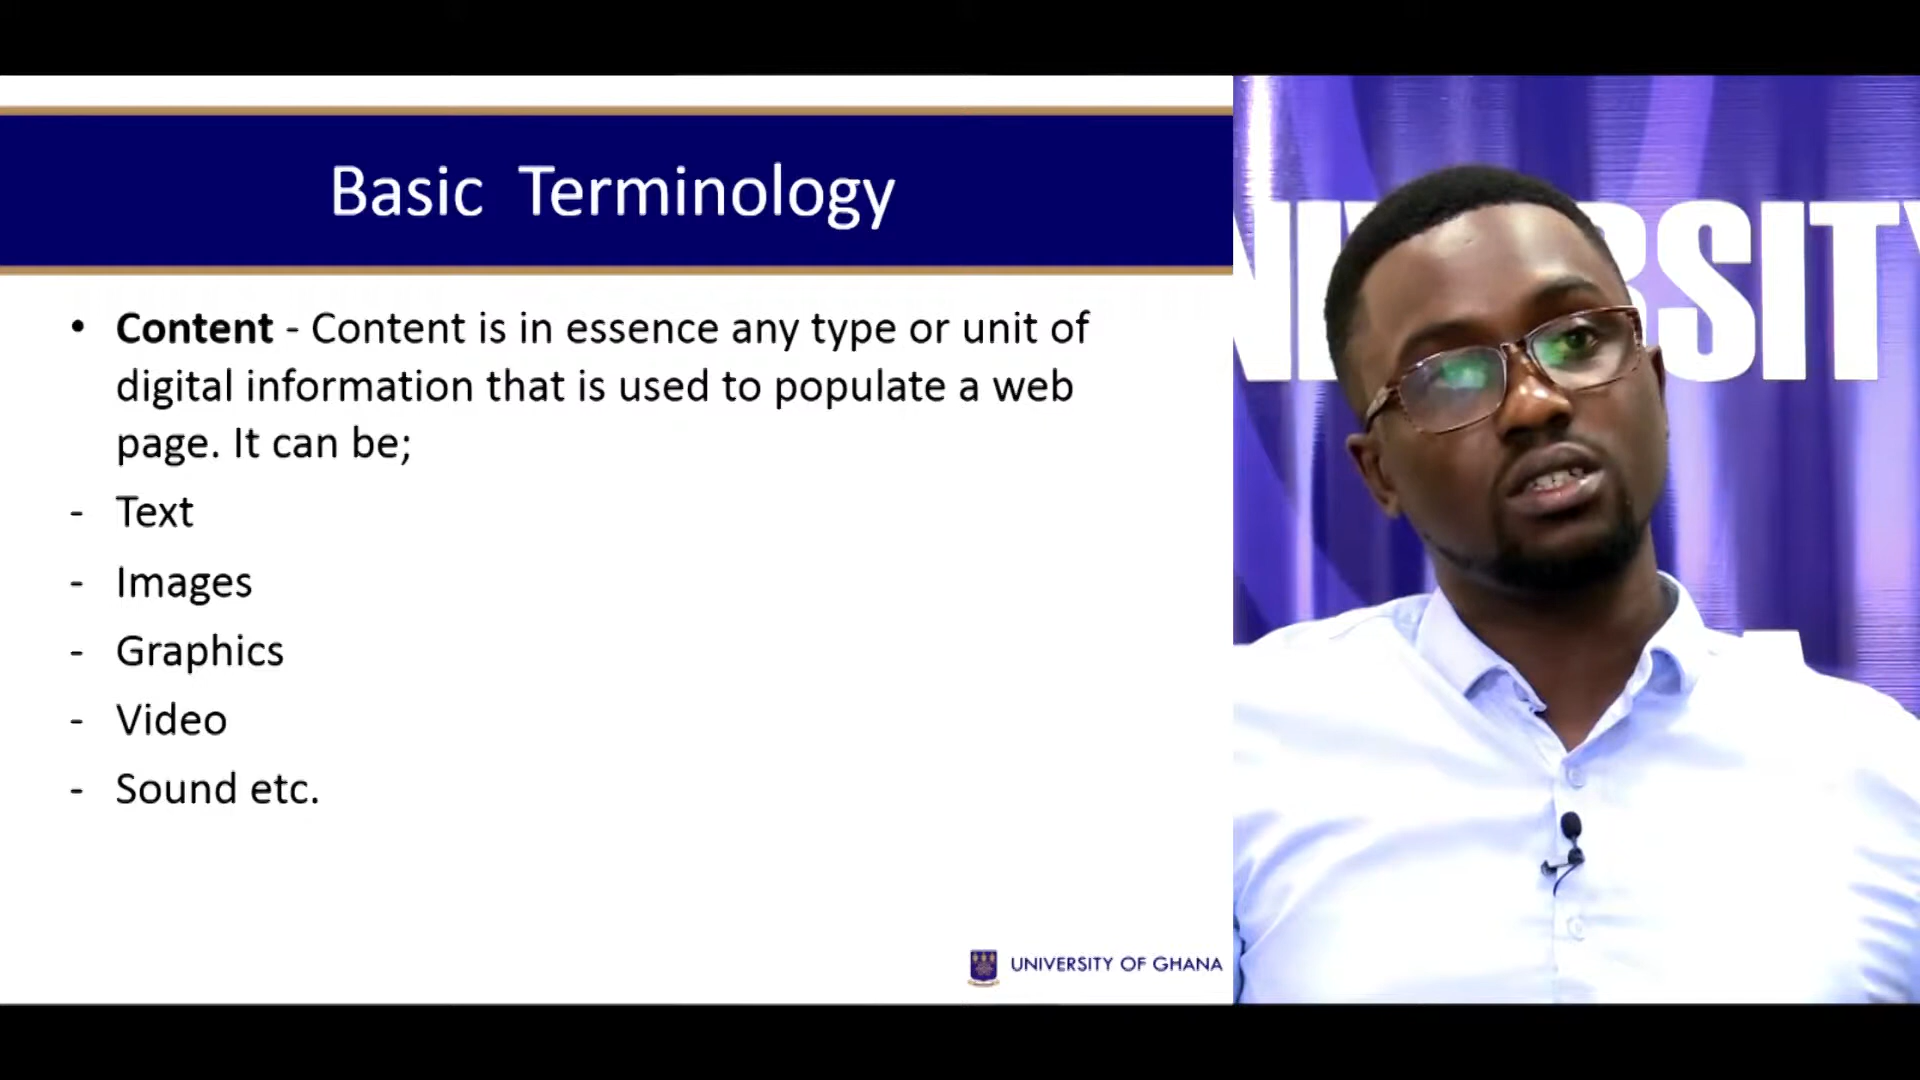 Basic Terminology
• Content - Content is in essence any type or unit of
digital information that is used to populate a web
page. It can be;
- Text
- Images
- Graphics
- Video
- Sound etc.
UNIVERSITY OF GHANA